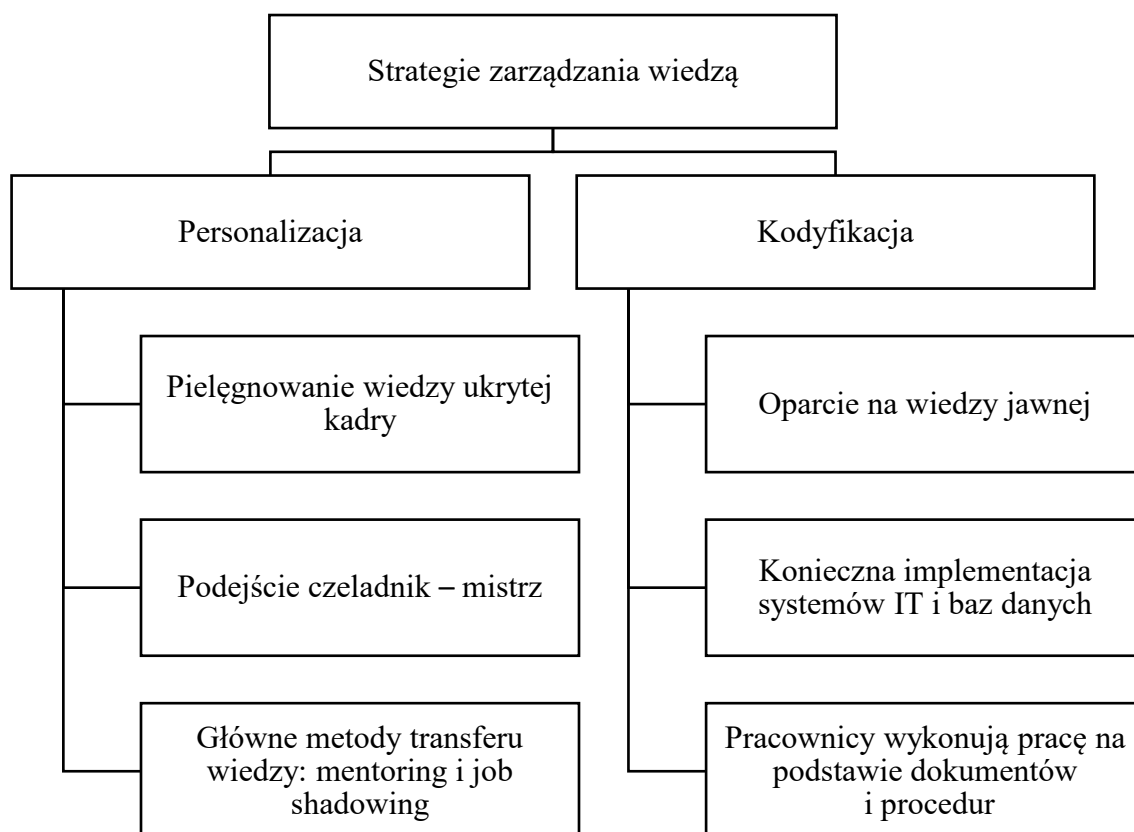 Strategie zarządzania wiedzą
Personalizacja
Pielęgnowanie wiedzy ukrytej
kadry
Podejście czeladnik – mistrz
Główne metody transferu
wiedzy: mentoring i job
shadowing
Kodyfikacja
Oparcie na wiedzy jawnej
Konieczna implementacja
systemów IT i baz danych
Pracownicy wykonują pracę na
podstawie dokumentów
i procedur